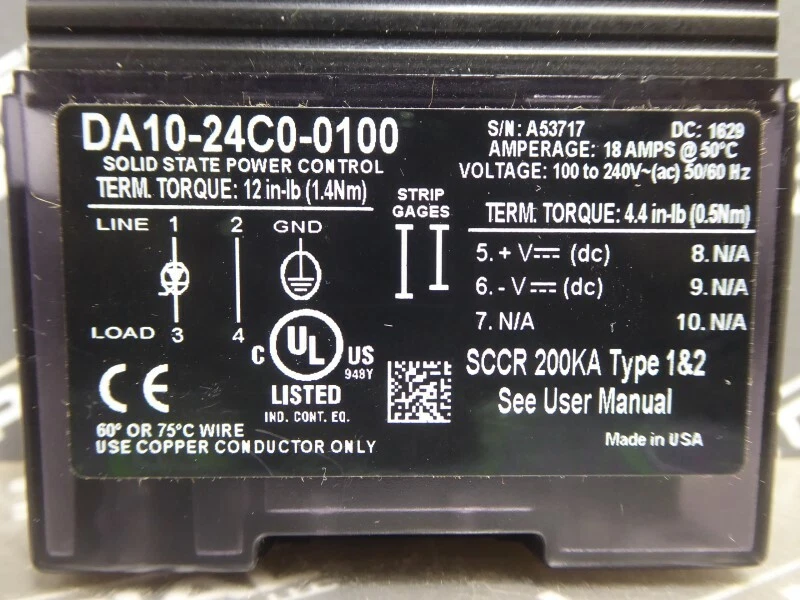 DA10-24C0-0100
SOLID STATE POWER CONTROL
TERM. TORQUE: 12 in-lb (1.4Nm)
LINE 1 2 GND
LOAD 3 4
STRIP
GAGES
S/N: A53717 DC: 1629
AMPERAGE: 18 AMPS @ 50°C
VOLTAGE: 100 to 240V~(ac) 50/60 Hz
TERM. TORQUE: 4.4 in-lb (0.5Nm)
5. + V⎓ (dc) 8. N/A
6. - V⎓ (dc) 9. N/A
7. N/A 10. N/A
C UL US
948Y
LISTED
IND. CONT. EQ.
CE
60° OR 75°C WIRE
USE COPPER CONDUCTOR ONLY
SCCR 200KA Type 1&2
See User Manual
Made in USA